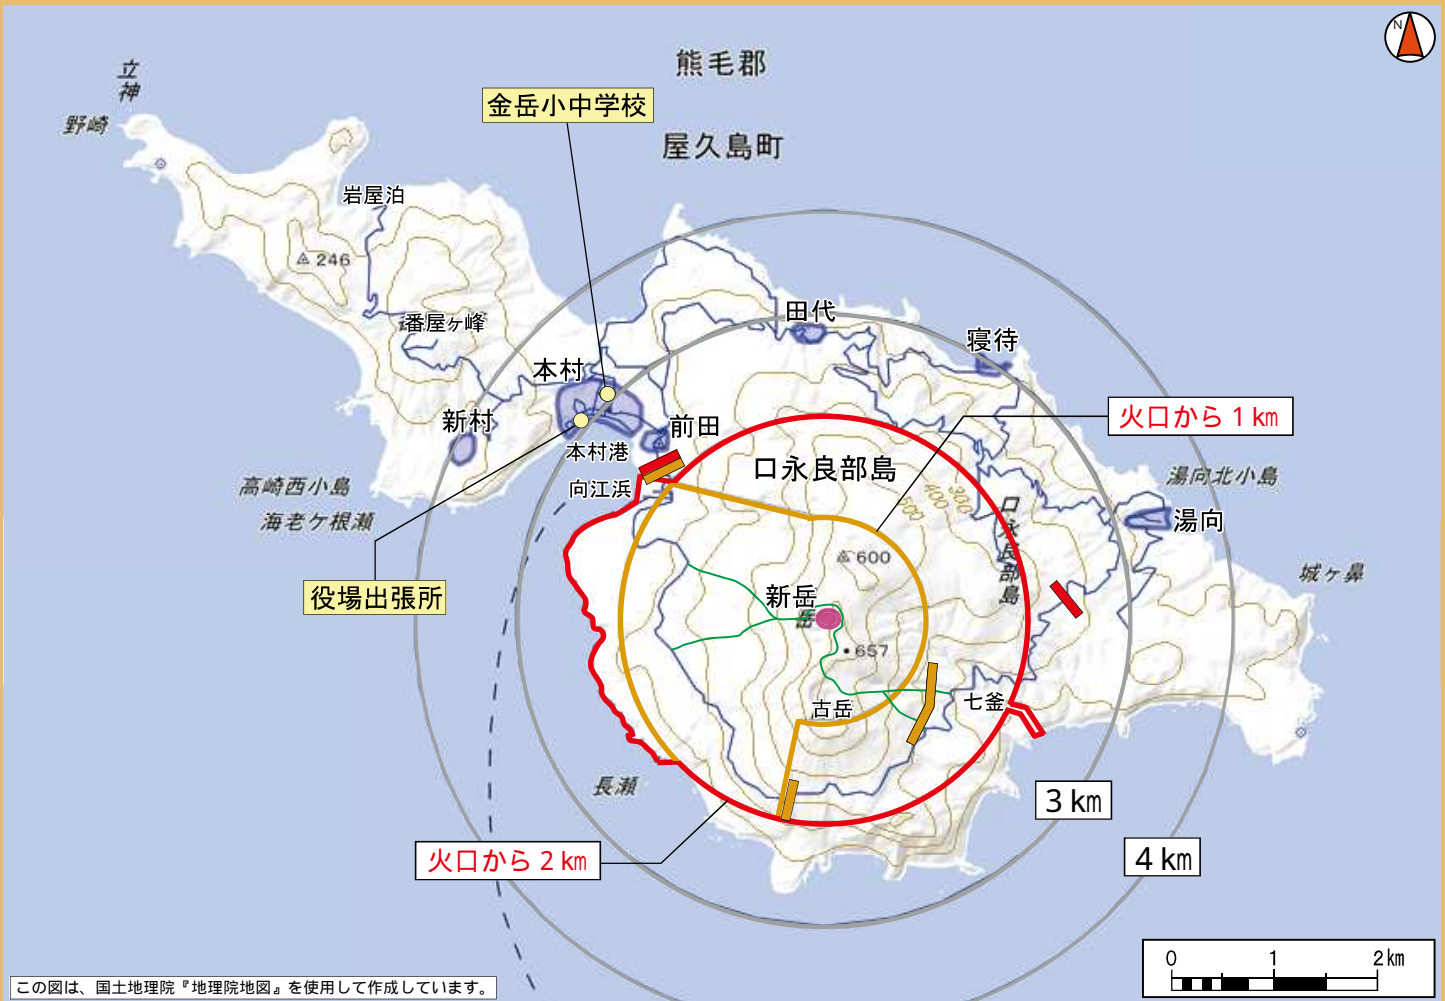 N
熊毛郡
屋久島町
立神
野崎
金岳小中学校
岩屋泊
246
番屋ヶ峰
田代
寝待
本村
新村
前田
本村港
向江浜
火口から1㎞
口永良部島
高崎西小島
海老ケ根瀬
湯向北小島
湯向
300
400
500
口永良部島
600
城ヶ鼻
役場出張所
新岳
岳
657
古岳
七釜
長瀬
3㎞
4㎞
火口から2㎞
0 1 2㎞
この図は、国土地理院『地理院地図』を使用して作成しています。